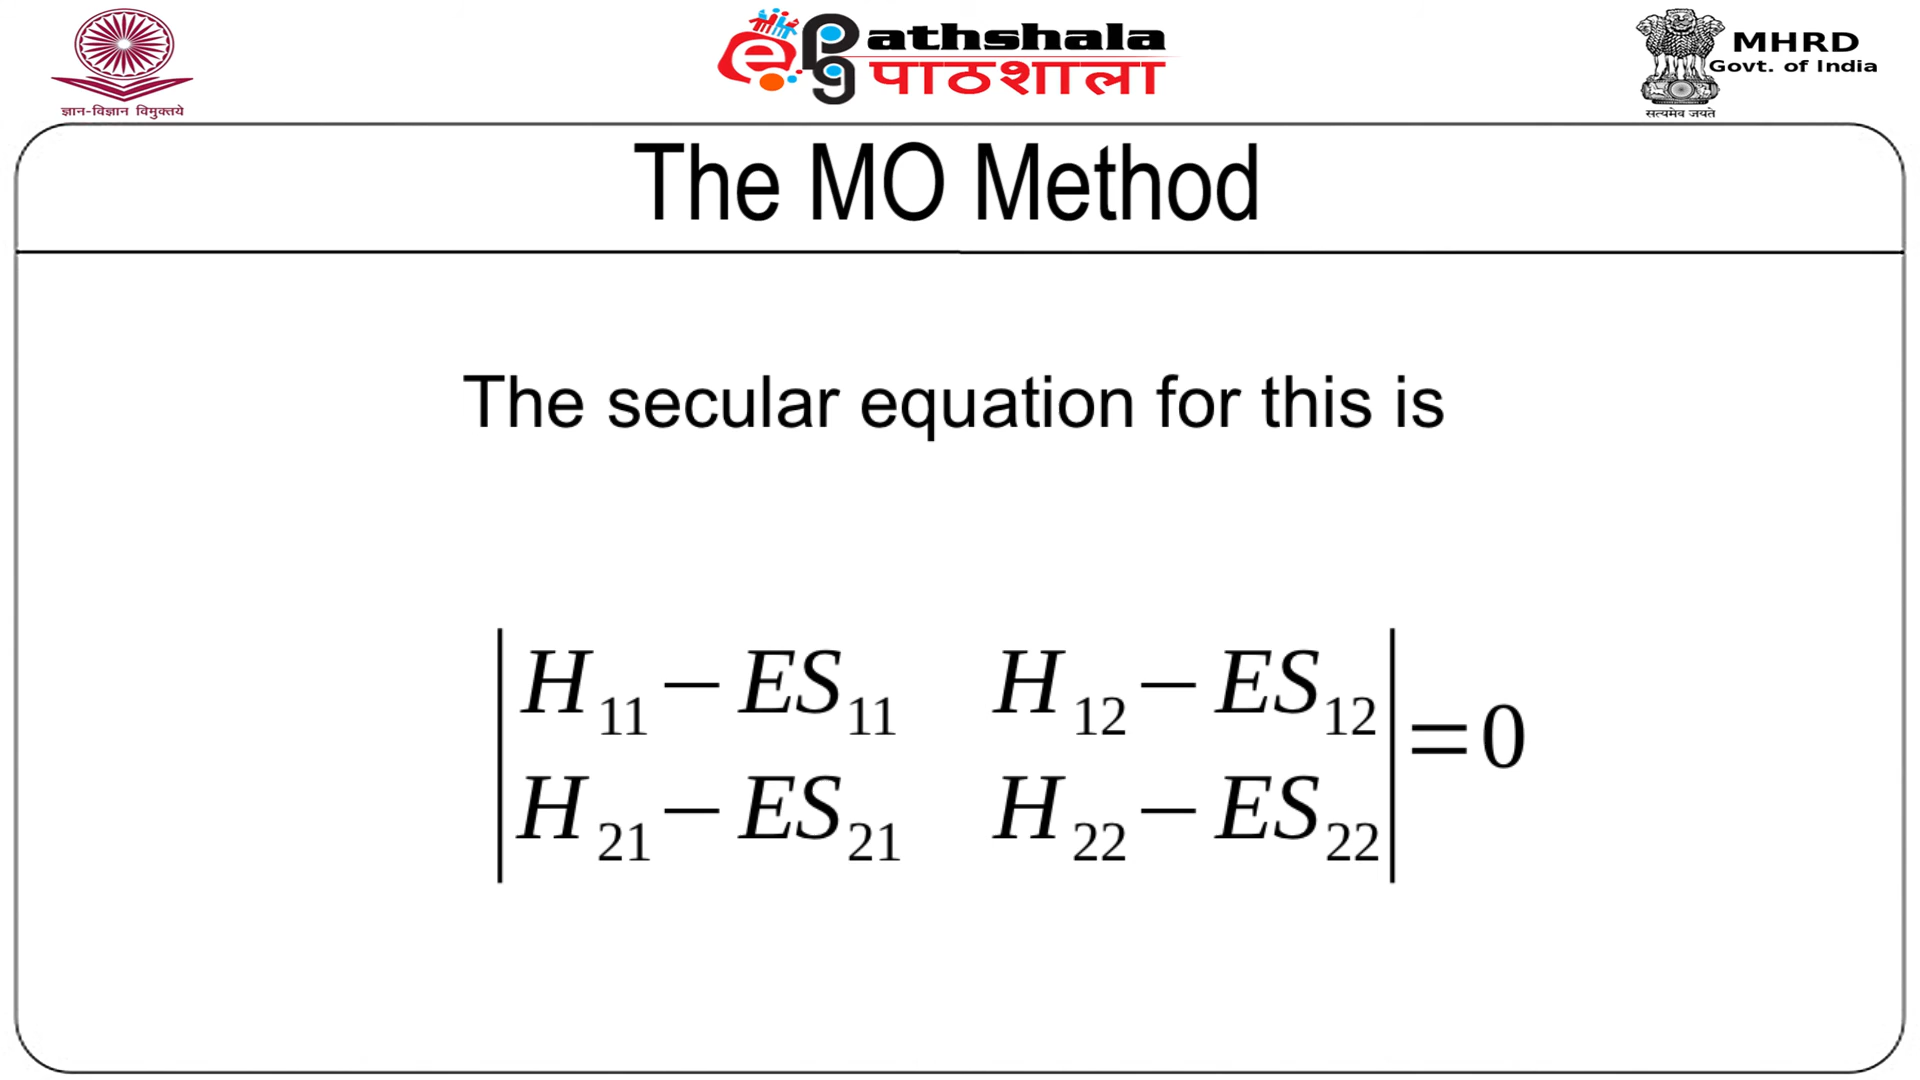 ज्ञान-विज्ञान विमुक्तये
ePG athshala
पाठशाला
MHRD
Govt. of India
सत्यमेव जयते
The MO Method
The secular equation for this is
| H₁₁ − ES₁₁   H₁₂ − ES₁₂ |
| H₂₁ − ES₂₁   H₂₂ − ES₂₂ | = 0